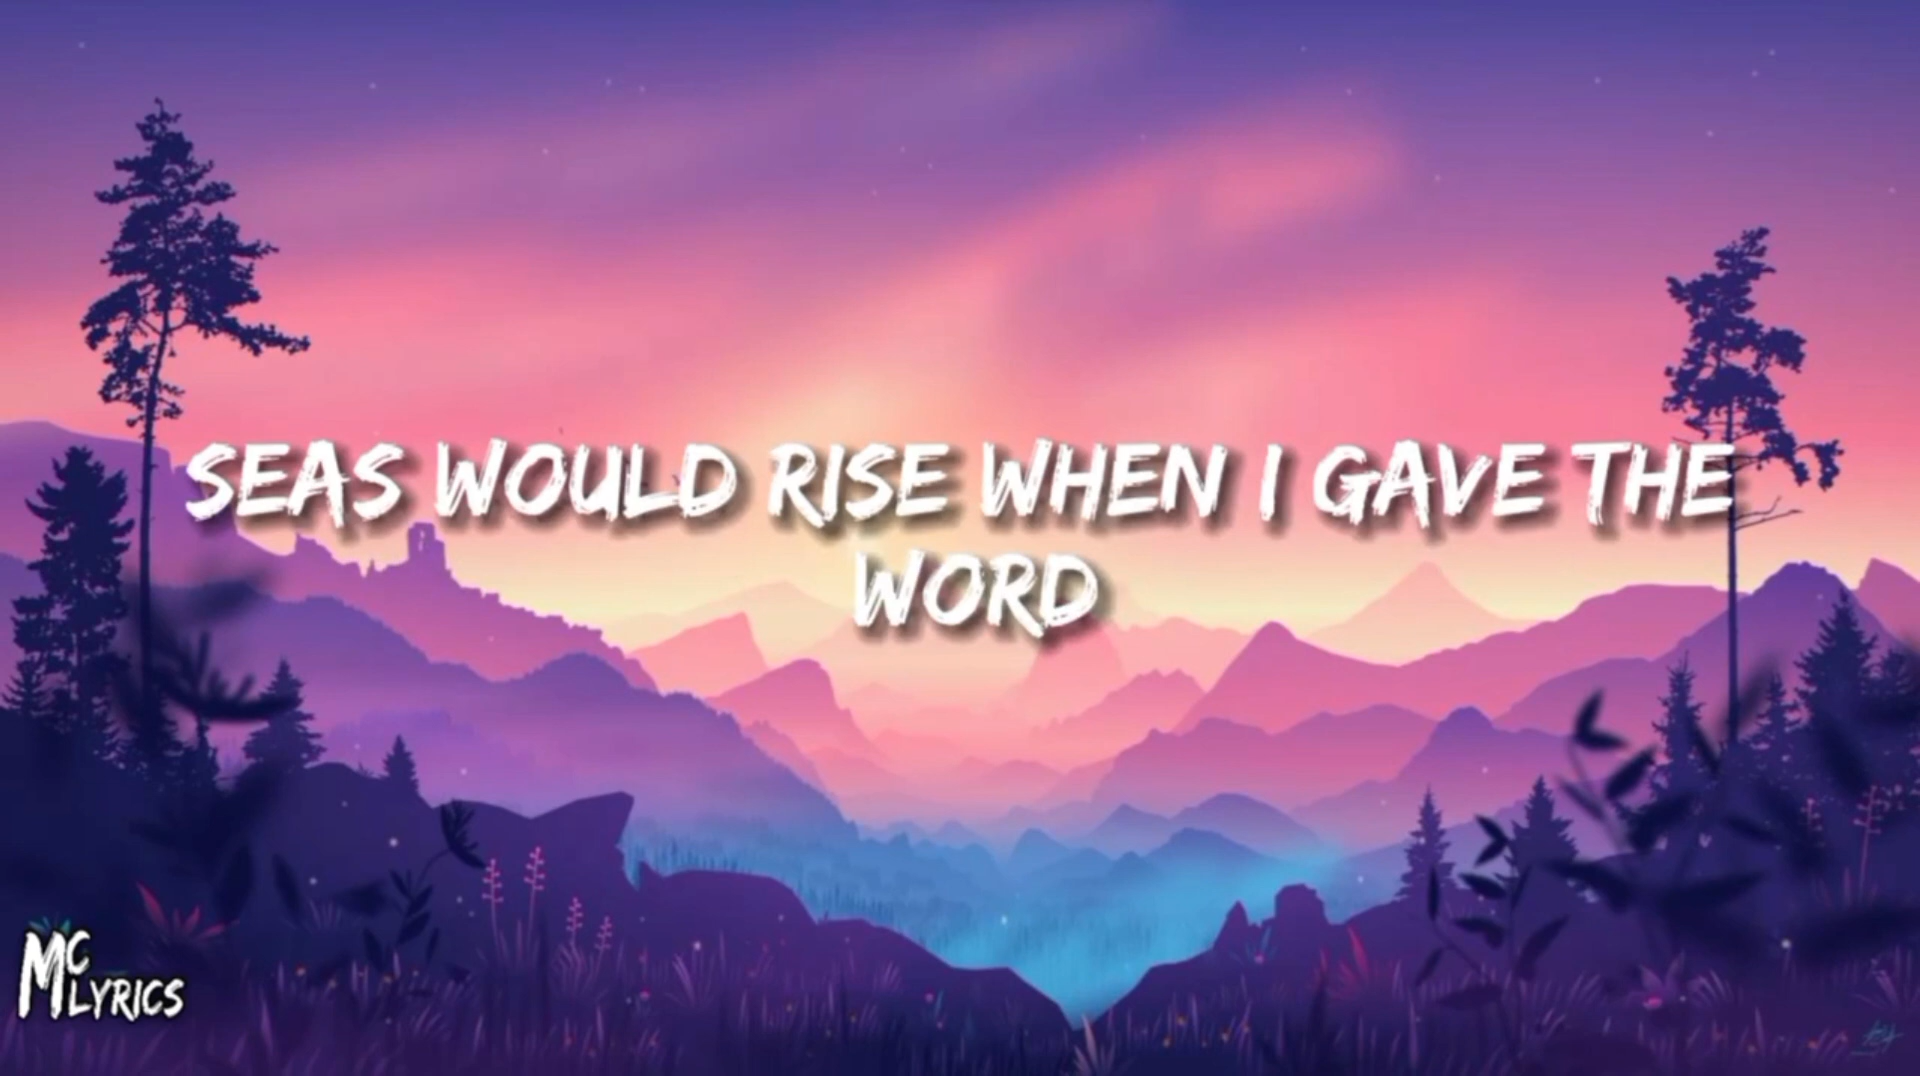 SEAS WOULD RISE WHEN I GAVE THE
WORD
MC
LYRICS